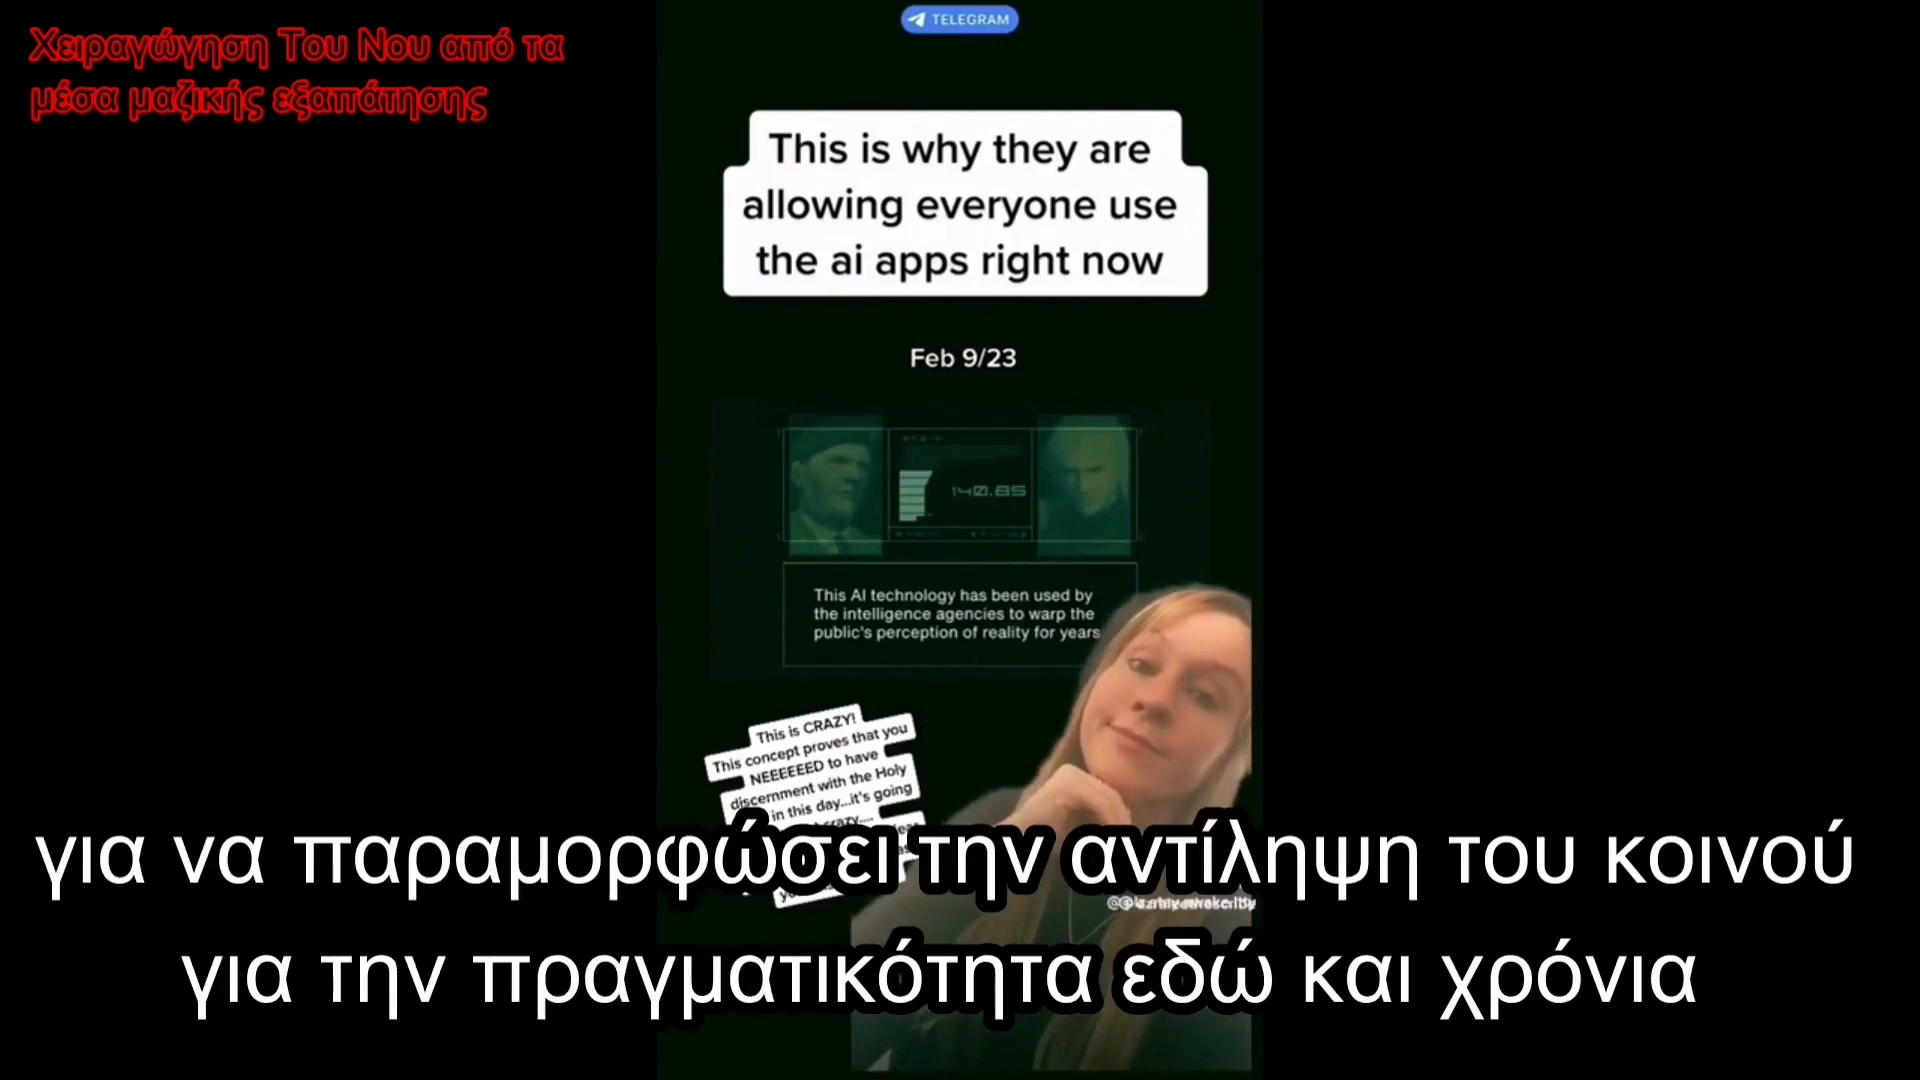 TELEGRAM
Χειραγώγηση Του Νου από τα
μέσα μαζικής εξαπάτησης
This is why they are
allowing everyone use
the ai apps right now
Feb 9/23
140.85
This AI technology has been used by
the intelligence agencies to warp the
public's perception of reality for years
This is CRAZY!
This concept proves that you
NEEEEEED to have
discernment with the Holy
in this day...it's going
crazy....
για να παραμορφώσει την αντίληψη του κοινού
για την πραγματικότητα εδώ και χρόνια